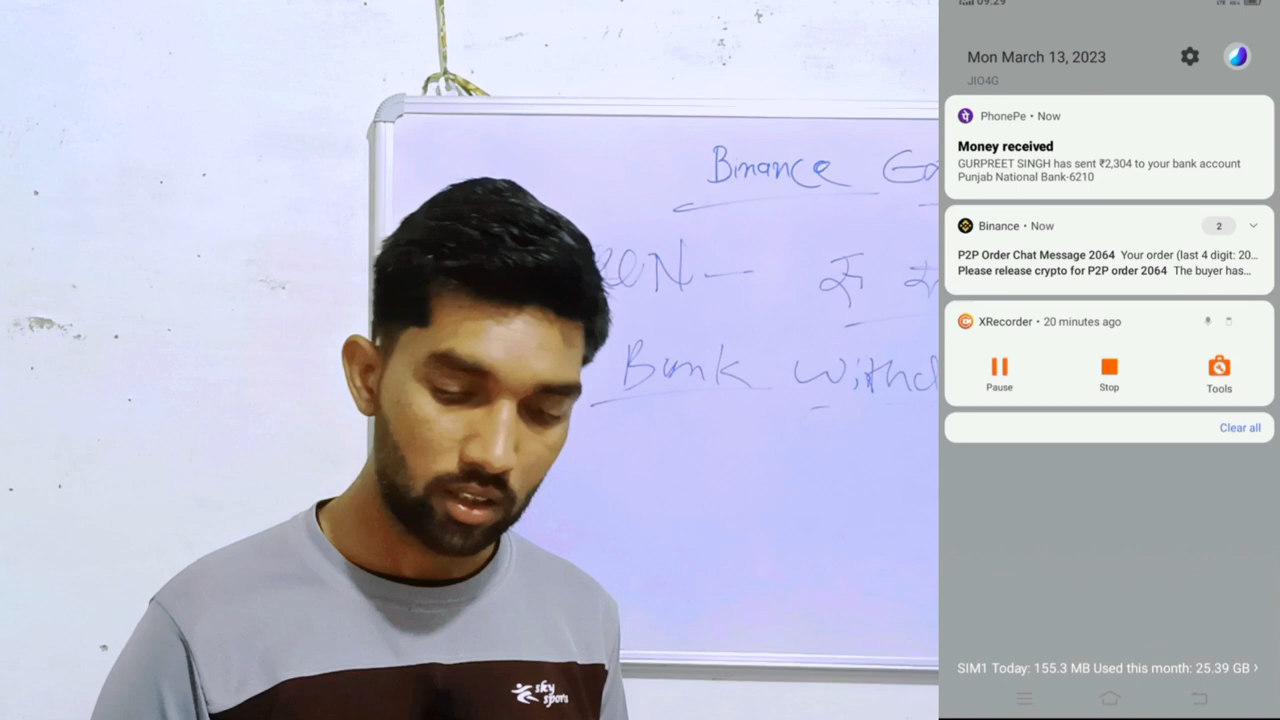 Binance
Bank
sky
sports
09:29
Mon March 13, 2023
JIO4G
PhonePe • Now
Money received
GURPREET SINGH has sent ₹2,304 to your bank account
Punjab National Bank-6210
Binance • Now
2
P2P Order Chat Message 2064 Your order (last 4 digit: 20...
Please release crypto for P2P order 2064 The buyer has...
XRecorder • 20 minutes ago
Pause
Stop
Tools
Clear all
SIM1 Today: 155.3 MB Used this month: 25.39 GB ›